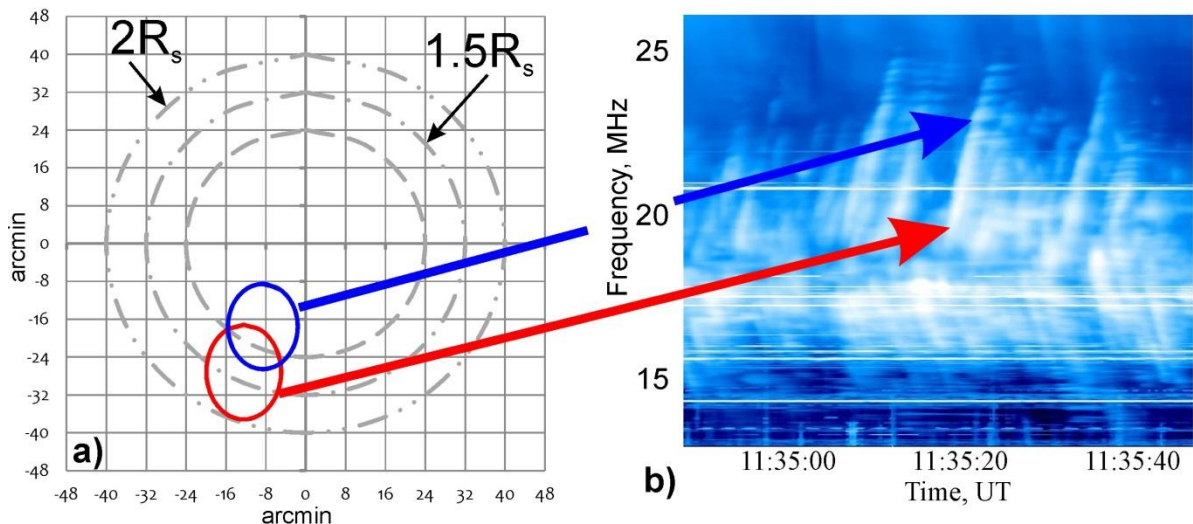 48
40
32
24
16
8
0
-8
-16
-24
-32
-40
-48
arcmin
2Rₛ
1.5Rₛ
a)
-48 -40 -32 -24 -16 -8 0 8 16 24 32 40 48
arcmin
25
20
15
Frequency, MHz
b)
11:35:00 11:35:20 11:35:40
Time, UT